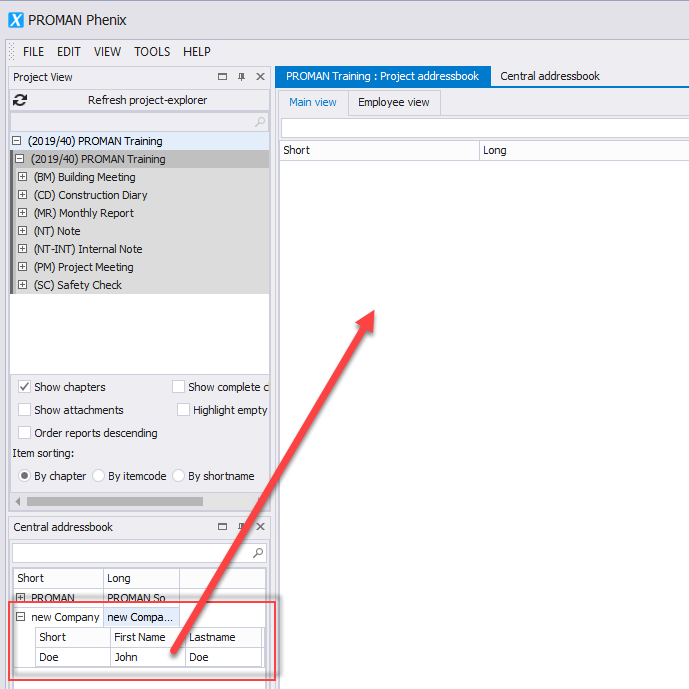 PROMAN Phenix
FILE EDIT VIEW TOOLS HELP
Project View
Refresh project-explorer
(2019/40) PROMAN Training
(2019/40) PROMAN Training
(BM) Building Meeting
(CD) Construction Diary
(MR) Monthly Report
(NT) Note
(NT-INT) Internal Note
(PM) Project Meeting
(SC) Safety Check
Show chapters Show complete c
Show attachments Highlight empty
Order reports descending
Item sorting:
By chapter By itemcode By shortname
Central addressbook
Short Long
PROMAN PROMAN So
new Company new Compa...
Short First Name Lastname
Doe John Doe
PROMAN Training : Project addressbook Central addressbook
Main view Employee view
Short Long